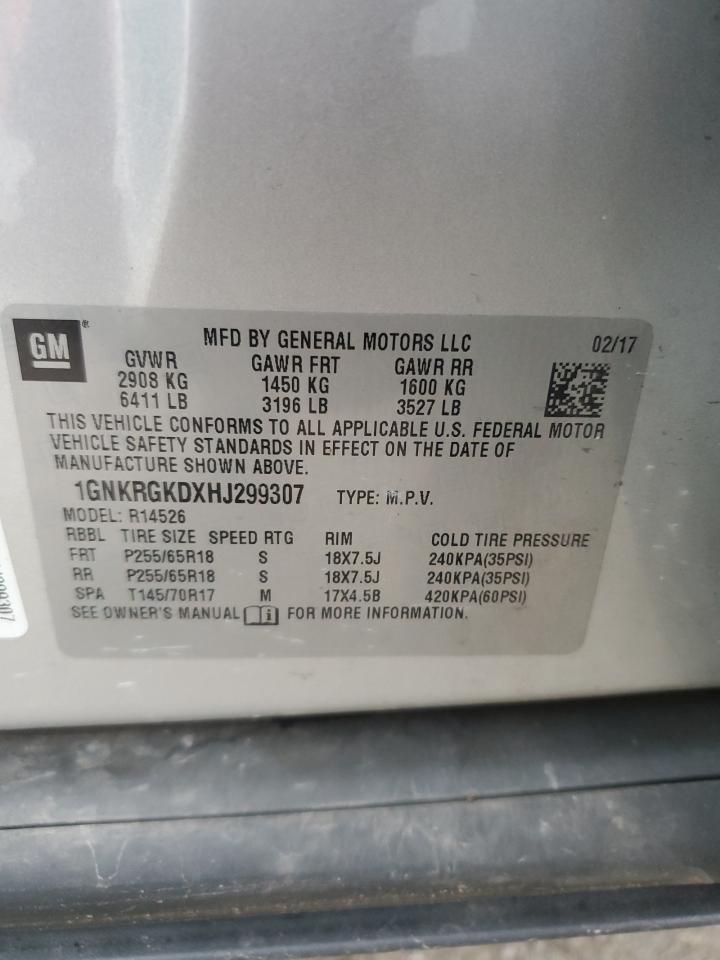 GM®
MFD BY GENERAL MOTORS LLC 02/17
GVWR GAWR FRT GAWR RR
2908 KG 1450 KG 1600 KG
6411 LB 3196 LB 3527 LB
THIS VEHICLE CONFORMS TO ALL APPLICABLE U.S. FEDERAL MOTOR
VEHICLE SAFETY STANDARDS IN EFFECT ON THE DATE OF
MANUFACTURE SHOWN ABOVE.
1GNKRGKDXHJ299307 TYPE: M.P.V.
MODEL: R14526
RBBL TIRE SIZE SPEED RTG RIM COLD TIRE PRESSURE
FRT P255/65R18 S 18X7.5J 240KPA(35PSI)
RR P255/65R18 S 18X7.5J 240KPA(35PSI)
SPA T145/70R17 M 17X4.5B 420KPA(60PSI)
SEE OWNER'S MANUAL i FOR MORE INFORMATION.